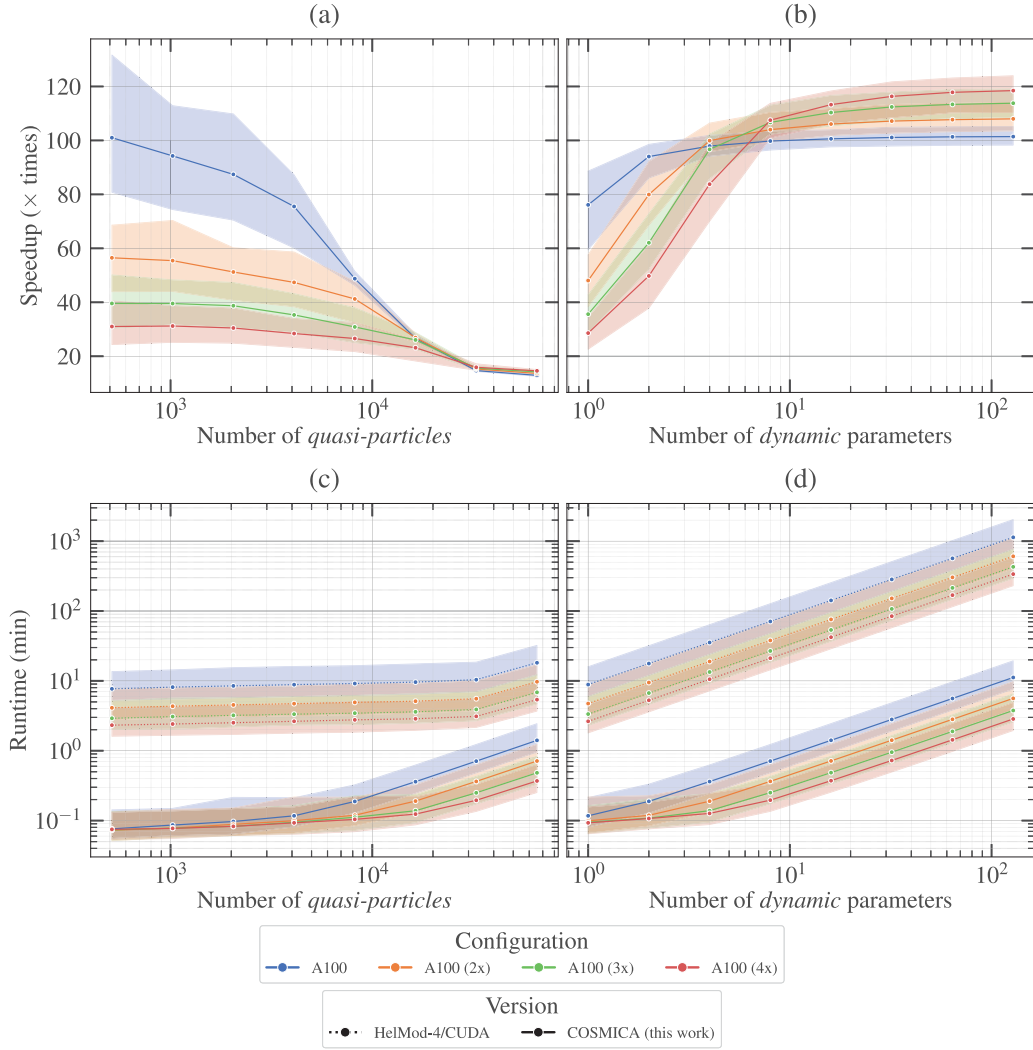 (a)
(b)
Speedup (× times)
120
100
80
60
40
20
10³
10⁴
10⁰
10¹
10²
Number of quasi-particles
Number of dynamic parameters
(c)
(d)
Runtime (min)
10³
10²
10¹
10⁰
10⁻¹
10³
10⁴
10⁰
10¹
10²
Number of quasi-particles
Number of dynamic parameters
Configuration
A100 A100 (2x) A100 (3x) A100 (4x)
Version
HelMod-4/CUDA COSMICA (this work)